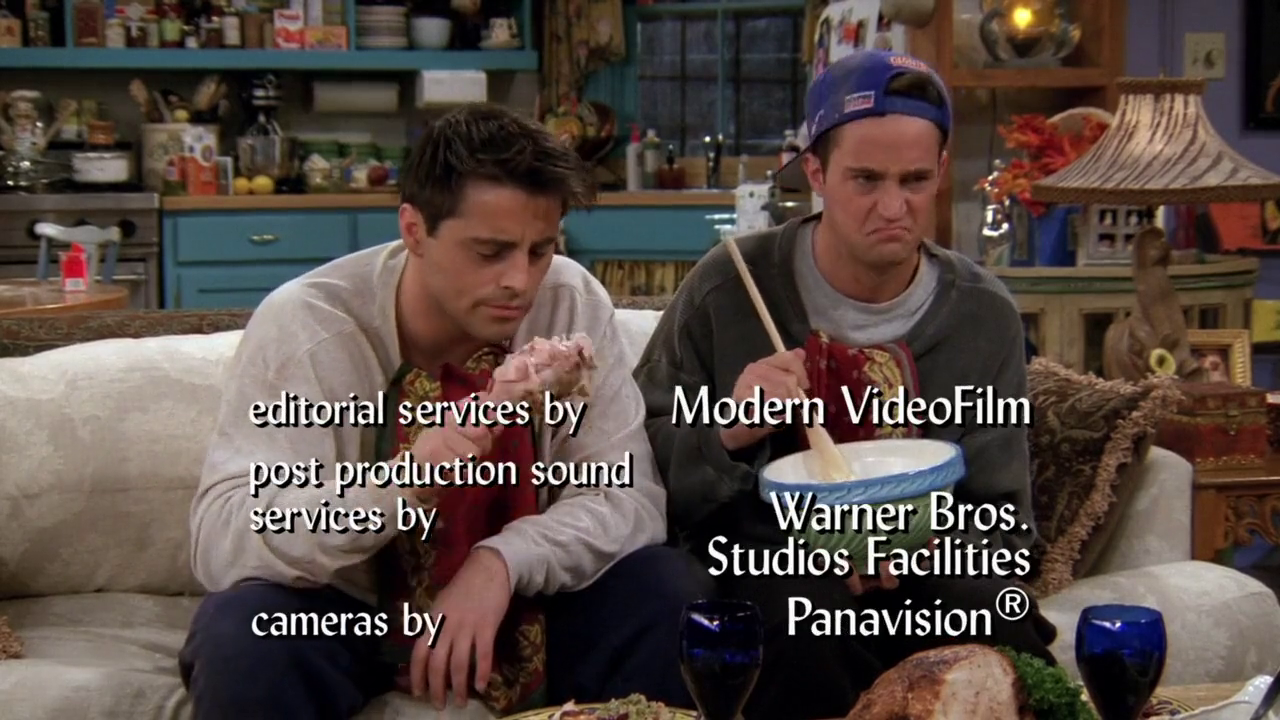 editorial services by Modern VideoFilm
post production sound
services by Warner Bros.
Studios Facilities
cameras by Panavision®